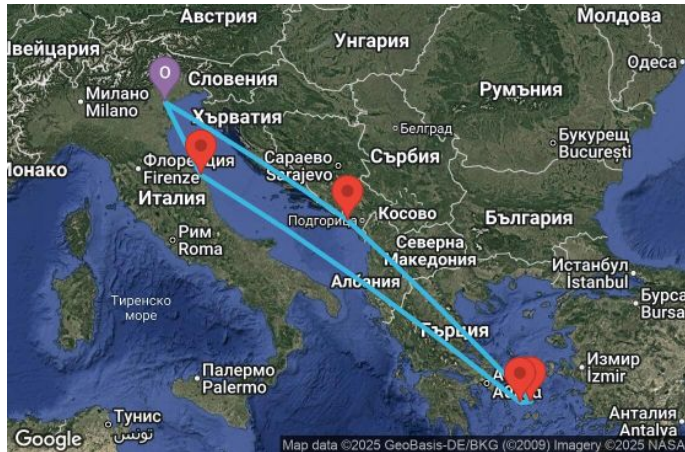 Австрия
Молдова
Швейцария
Унгария
Одеса
Словения
Милано
Milano
Румъния
Хърватия
Белград
Букурещ
București
Монако
Флоренция
Firenze
Сараево
Sarajevo
Сърбия
Италия
Подгорица
Косово
България
Рим
Roma
Северна
Македония
Истанбул
İstanbul
Албания
Бурса
Bursa
Тиренско
море
Гърция
Измир
İzmir
Палермо
Palermo
Тунис
تونس
Анталия
Antalya
Google
Map data ©2025 GeoBasis-DE/BKG (©2009) Imagery ©2025 NASA